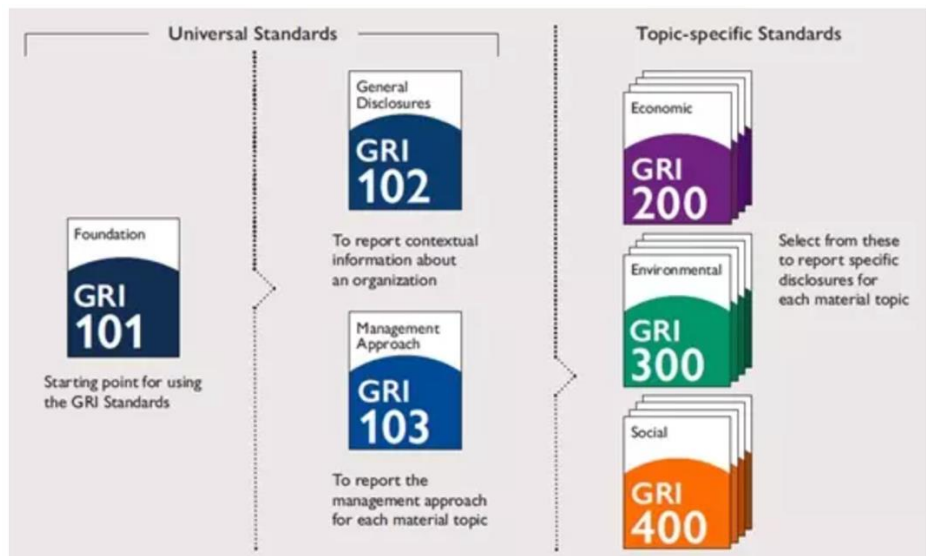 Universal Standards
Topic-specific Standards
Foundation
GRI
101
Starting point for using
the GRI Standards
General
Disclosures
GRI
102
To report contextual
information about
an organization
Management
Approach
GRI
103
To report the
management approach
for each material topic
Economic
GRI
200
Environmental
GRI
300
Social
GRI
400
Select from these
to report specific
disclosures for
each material topic